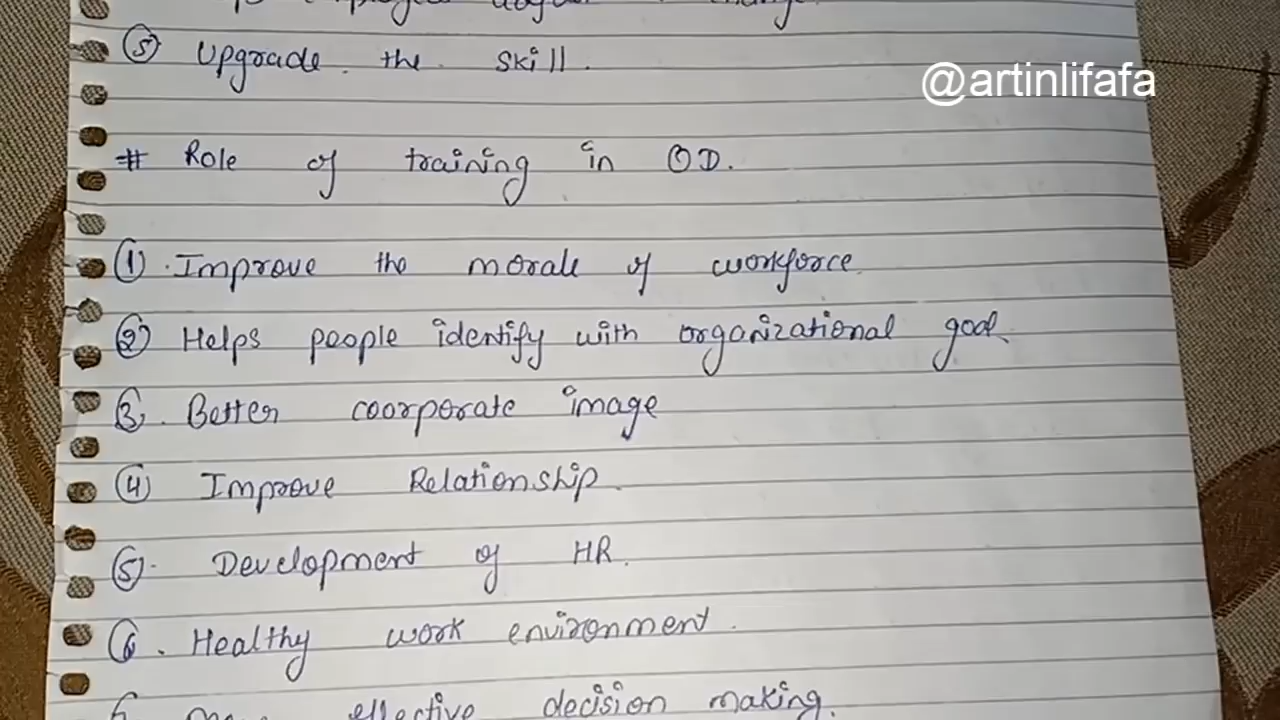 ⑤ Upgrade. the. skill.
@artinlifafa
# Role of training in OD.
① . Improve the morale of workforce
② Helps people identify with organizational goal.
③ . Better coorporate image
④ Improve Relationship.
⑤ . Development of HR.
⑥ . Healthy work environment.
effective decision making.